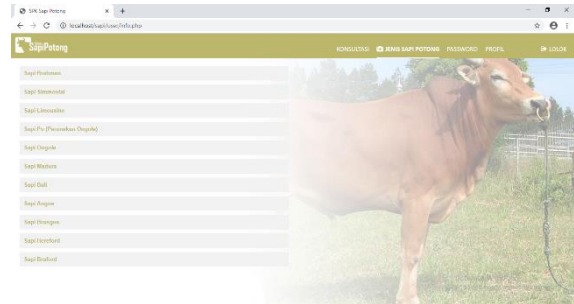 SPK Sapi Potong
localhost/sapi/user/info.php
SapiPotong
KONSULTASI
JENIS SAPI POTONG
PASSWORD
PROFIL
Sapi Brahman
Sapi Simmental
Sapi Limousine
Sapi Po (Peranakan Ongole)
Sapi Ongole
Sapi Madura
Sapi Bali
Sapi Angus
Sapi Brangus
Sapi Hereford
Sapi Braford